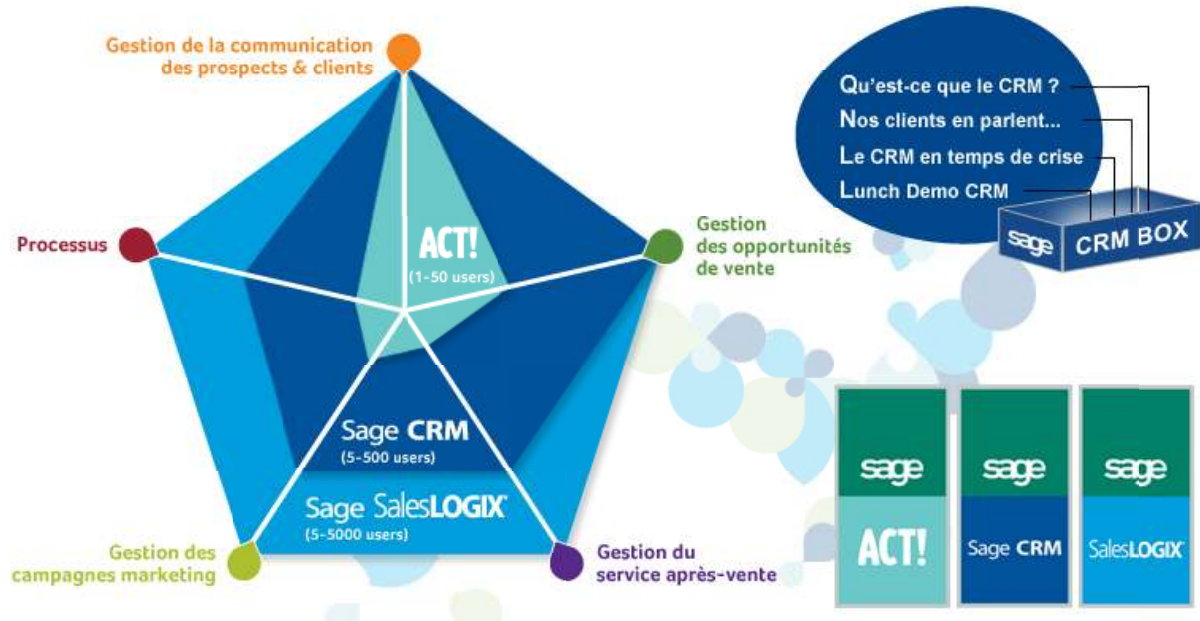 Gestion de la communication
des prospects & clients
Processus
ACT!
(1-50 users)
Gestion
des opportunités
de vente
Sage CRM
(5-500 users)
Sage SalesLOGIX
(5-5000 users)
Gestion des
campagnes marketing
Gestion du
service après-vente
Qu'est-ce que le CRM ?
Nos clients en parlent...
Le CRM en temps de crise
Lunch Demo CRM
sage CRM BOX
sage
ACT!
sage
Sage CRM
sage
SalesLOGIX